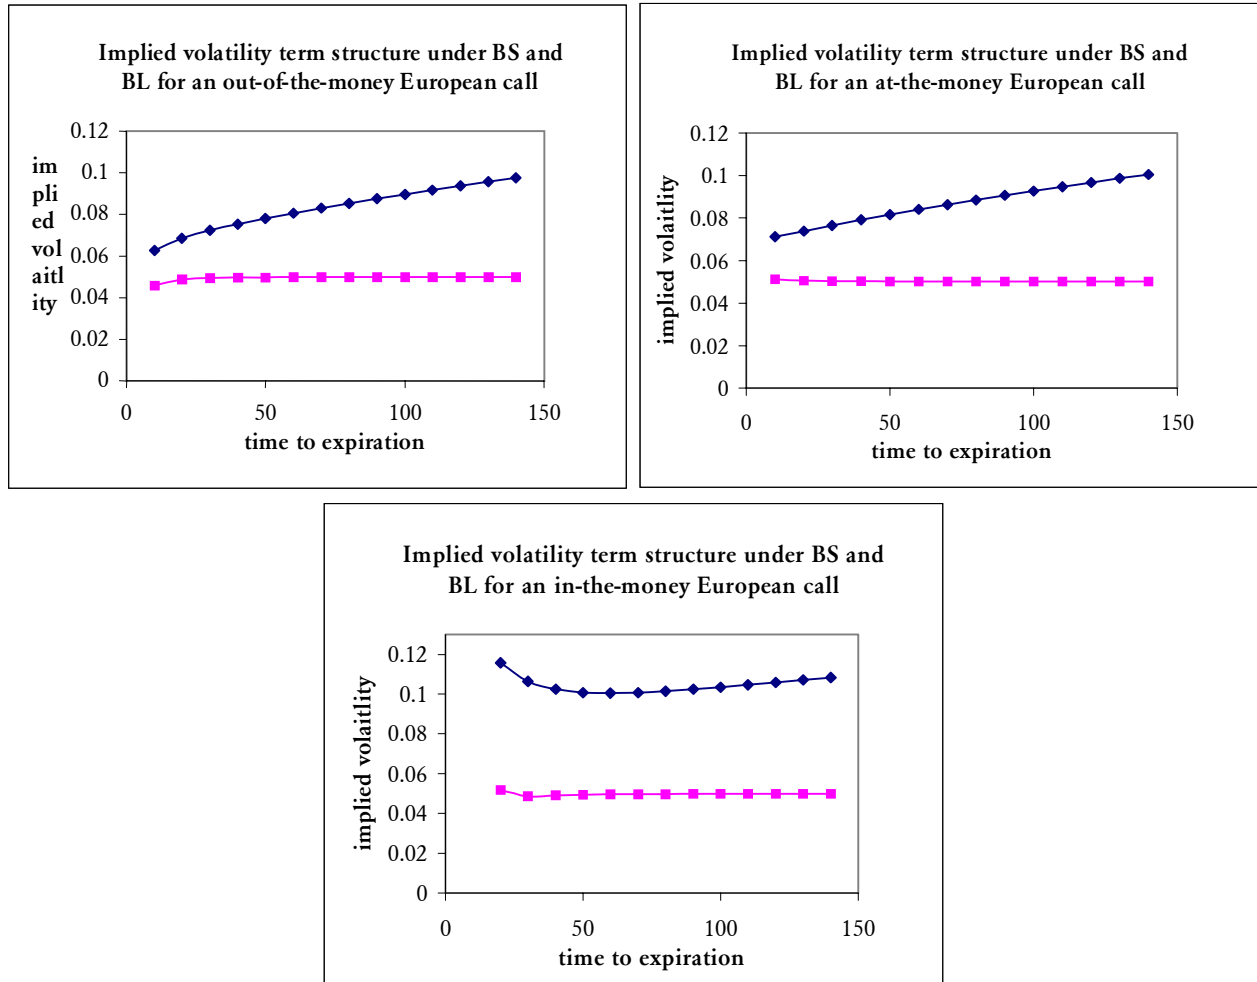 Implied volatility term structure under BS and
BL for an out-of-the-money European call
im
pli
ed
vol
aitl
ity
0.12
0.1
0.08
0.06
0.04
0.02
0
0 50 100 150
time to expiration
Implied volatility term structure under BS and
BL for an at-the-money European call
implied volaitlity
0.12
0.1
0.08
0.06
0.04
0.02
0
0 50 100 150
time to expiration
Implied volatility term structure under BS and
BL for an in-the-money European call
implied volaitlity
0.12
0.1
0.08
0.06
0.04
0.02
0
0 50 100 150
time to expiration